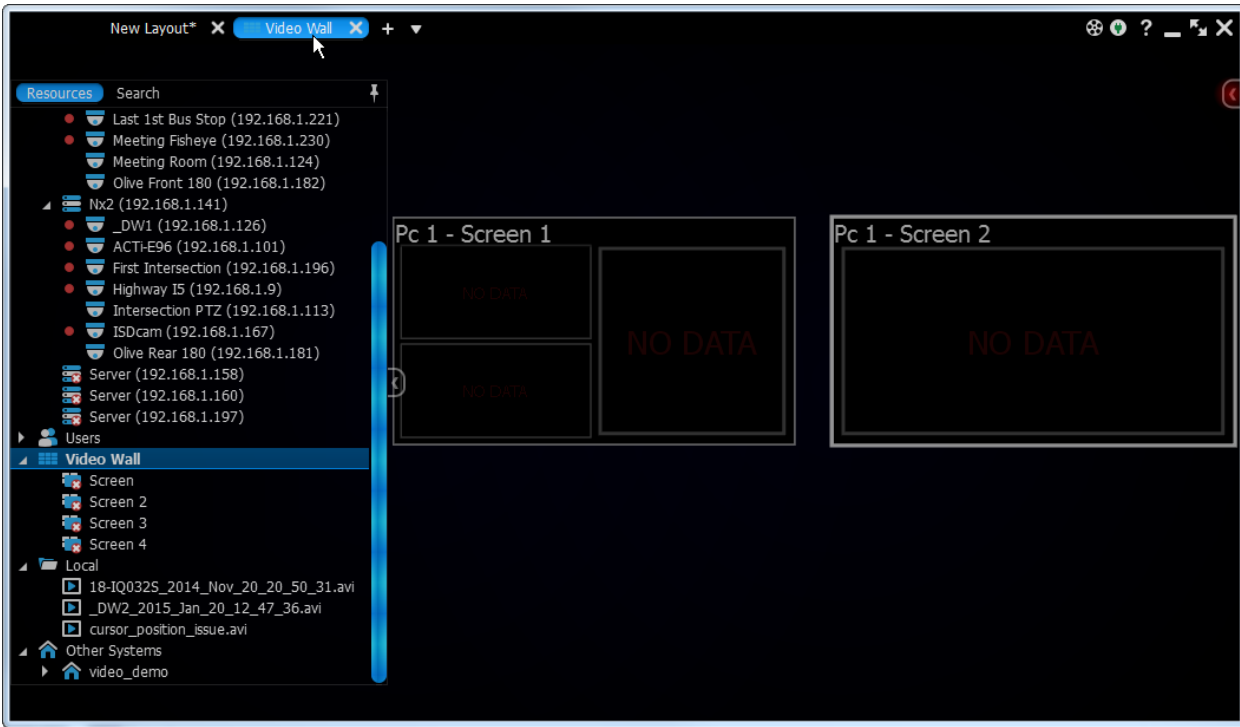 New Layout*
Video Wall
?
Resources Search
Last 1st Bus Stop (192.168.1.221)
Meeting Fisheye (192.168.1.230)
Meeting Room (192.168.1.124)
Olive Front 180 (192.168.1.182)
Nx2 (192.168.1.141)
_DW1 (192.168.1.126)
ACTi-E96 (192.168.1.101)
First Intersection (192.168.1.196)
Highway I5 (192.168.1.9)
Intersection PTZ (192.168.1.113)
ISDcam (192.168.1.167)
Olive Rear 180 (192.168.1.181)
Server (192.168.1.158)
Server (192.168.1.160)
Server (192.168.1.197)
Users
Video Wall
Screen
Screen 2
Screen 3
Screen 4
Local
18-IQ032S_2014_Nov_20_20_50_31.avi
_DW2_2015_Jan_20_12_47_36.avi
cursor_position_issue.avi
Other Systems
video_demo
Pc 1 - Screen 1
NO DATA
NO DATA
NO DATA
Pc 1 - Screen 2
NO DATA